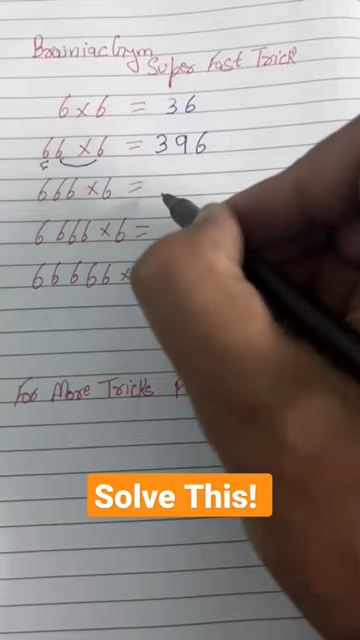 BrainiacGym
Super Fast Trick
6 × 6 = 36
66 × 6 = 396
666 × 6 =
6666 × 6 =
66666 ×
For More Tricks
Solve This!